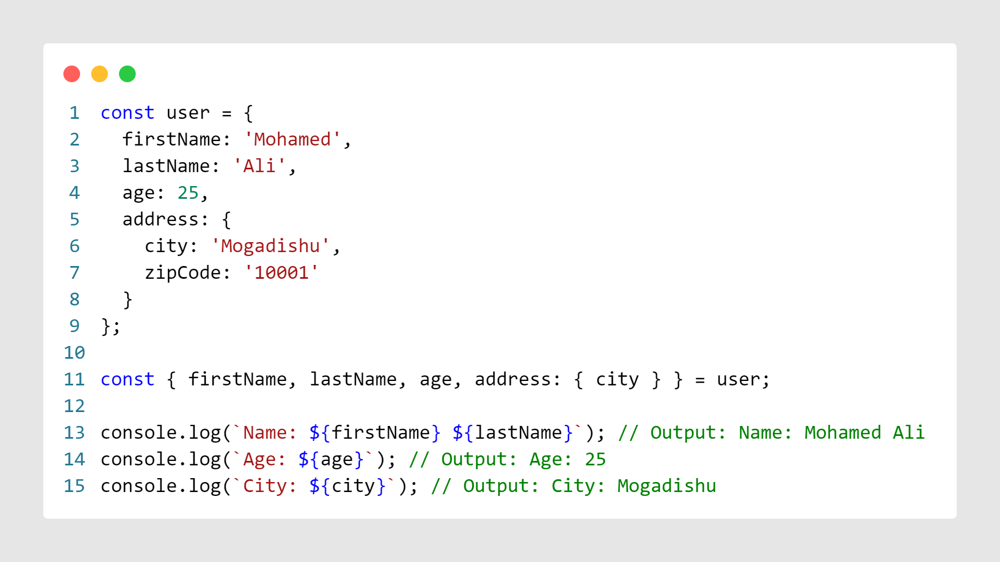 1 const user = {
2   firstName: 'Mohamed',
3   lastName: 'Ali',
4   age: 25,
5   address: {
6     city: 'Mogadishu',
7     zipCode: '10001'
8   }
9 };
10
11 const { firstName, lastName, age, address: { city } } = user;
12
13 console.log(`Name: ${firstName} ${lastName}`); // Output: Name: Mohamed Ali
14 console.log(`Age: ${age}`); // Output: Age: 25
15 console.log(`City: ${city}`); // Output: City: Mogadishu